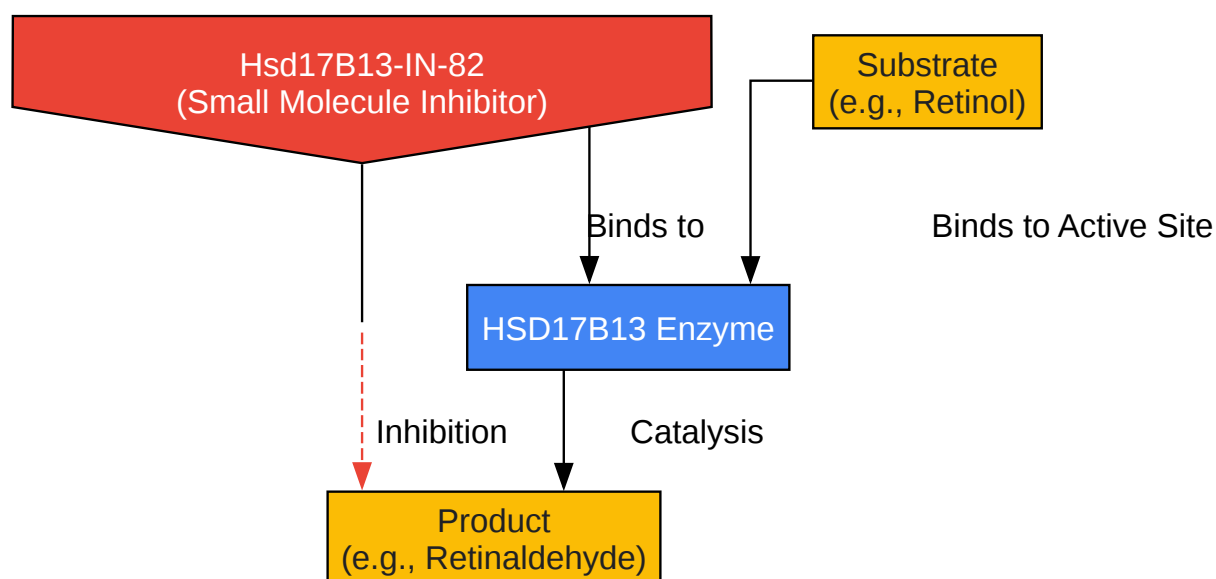 Hsd17B13-IN-82
(Small Molecule Inhibitor)
Substrate
(e.g., Retinol)
Binds to
Binds to Active Site
HSD17B13 Enzyme
Inhibition
Catalysis
Product
(e.g., Retinaldehyde)